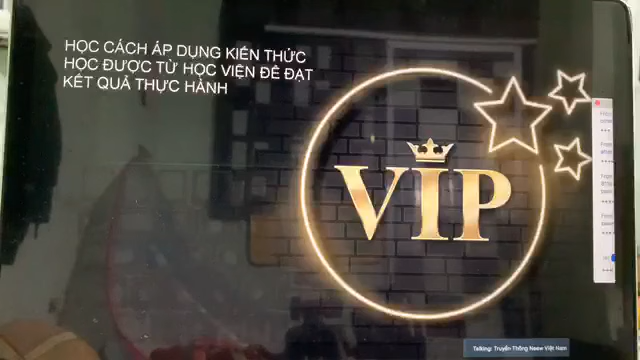 HỌC CÁCH ÁP DỤNG KIẾN THỨC
HỌC ĐƯỢC TỪ HỌC VIỆN ĐỂ ĐẠT
KẾT QUẢ THỰC HÀNH
VIP
Talking: Truyền Thông Naew Việt Nam